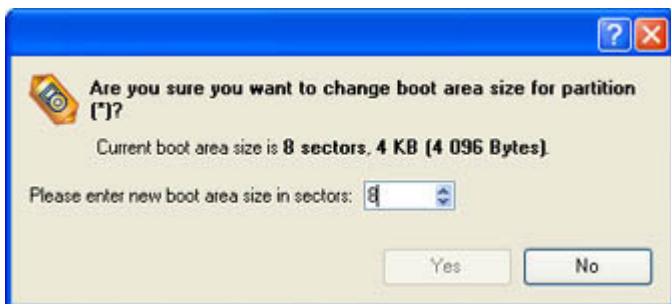 ?
Are you sure you want to change boot area size for partition
(*)?
Current boot area size is 8 sectors, 4 KB (4 096 Bytes).
Please enter new boot area size in sectors: 8
Yes No